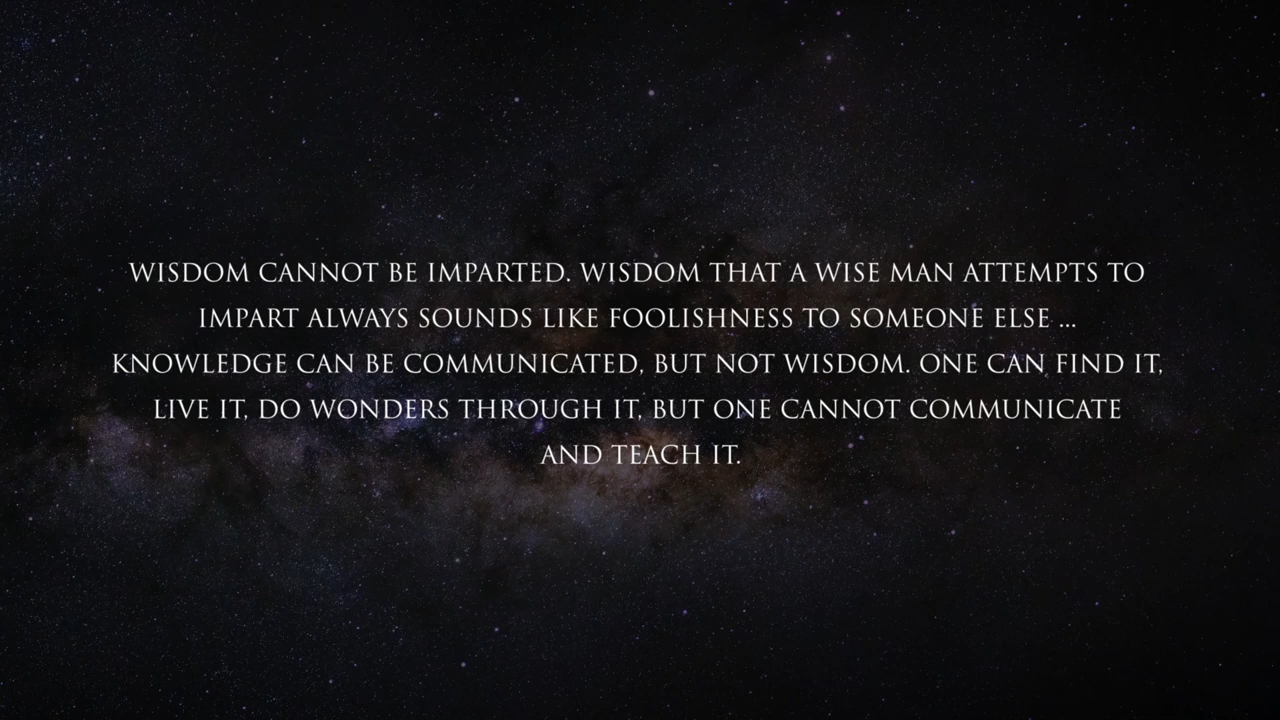 WISDOM CANNOT BE IMPARTED. WISDOM THAT A WISE MAN ATTEMPTS TO
IMPART ALWAYS SOUNDS LIKE FOOLISHNESS TO SOMEONE ELSE ...
KNOWLEDGE CAN BE COMMUNICATED, BUT NOT WISDOM. ONE CAN FIND IT,
LIVE IT, DO WONDERS THROUGH IT, BUT ONE CANNOT COMMUNICATE
AND TEACH IT.